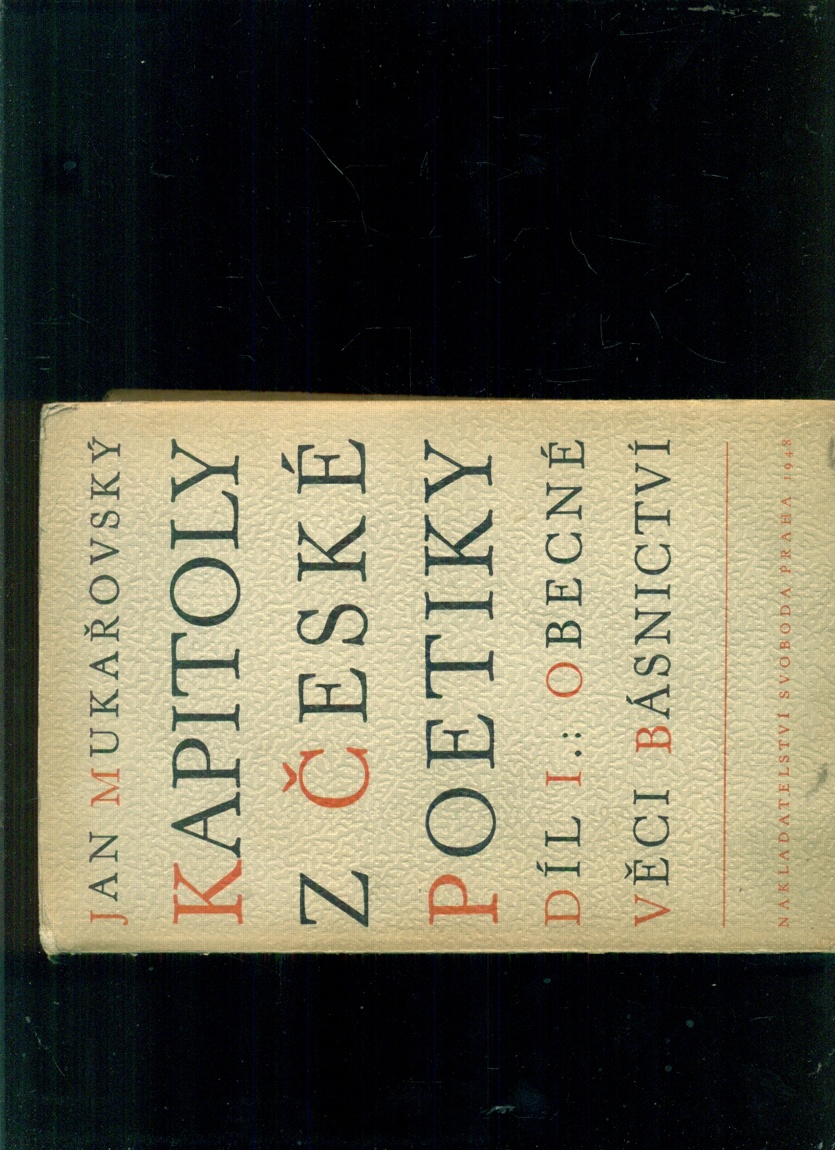 JAN MUKAŘOVSKÝ
KAPITOLY
Z ČESKÉ
POETIKY
DÍL I.: OBECNÉ
VĚCI BÁSNICTVÍ
NAKLADATELSTVÍ SVOBODA PRAHA 1948